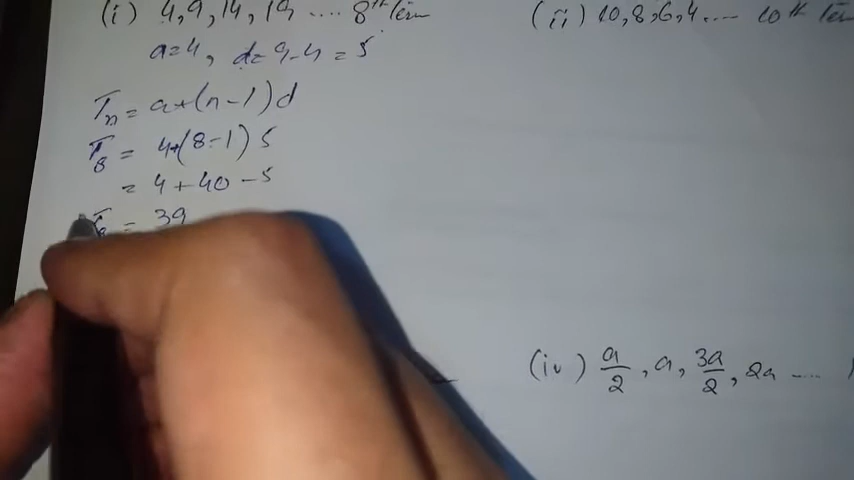 (i) 4,9,14,19, .... 8th term
a=4, d=9-4=5
Tn = a+(n-1)d
T8 = 4+(8-1)5
= 4+40-5
T8 = 39
(ii) 10,8,6,4.... 10th term
(iv) a/2, a, 3a/2, 2a ....